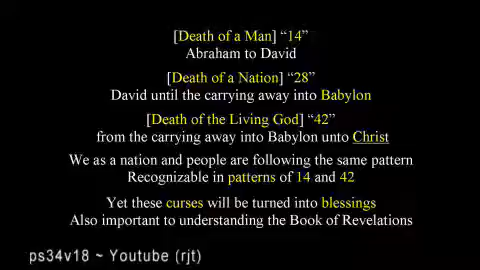 [Death of a Man] “14”
Abraham to David
[Death of a Nation] “28”
David until the carrying away into Babylon
[Death of the Living God] “42”
from the carrying away into Babylon unto Christ
We as a nation and people are following the same pattern
Recognizable in patterns of 14 and 42
Yet these curses will be turned into blessings
Also important to understanding the Book of Revelations
ps34v18 ~ Youtube (rjt)